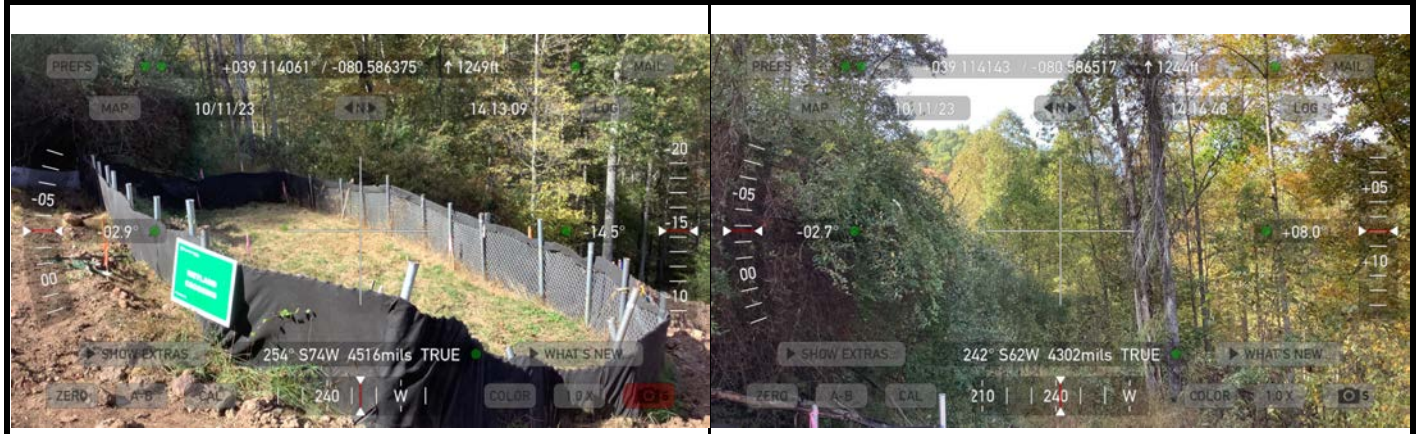 PREFS +039.114061° / -080.586375° ↑ 1249ft MAIL
MAP 10/11/23 ◀N▶ 14:13:09 LOG
-20
-05
-15
-02.9° -14.5°
00
-10
WETLAND
▶ SHOW EXTRAS 254° S74W 4516mils TRUE ▶ WHAT'S NEW
240 | | W |
ZERO A-B CAL COLOR 1.0 X S
PREFS +039.114143 / -080.586517 ↑ 1244ft MAIL
MAP 10/11/23 ◀N▶ 14:14:48 LOG
-05 +05
-02.7° +08.0°
00 +10
▶ SHOW EXTRAS 242° S62W 4302mils TRUE ▶ WHAT'S NEW
210 | | 240 | | W
ZERO A-B CAL COLOR 1.0 X S